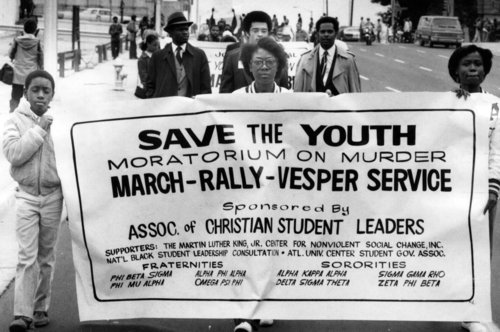 SAVE THE YOUTH
MORATORIUM ON MURDER
MARCH-RALLY-VESPER SERVICE
Sponsored By
ASSOC. of CHRISTIAN STUDENT LEADERS
SUPPORTERS: THE MARTIN LUTHER KING, JR. CENTER FOR NONVIOLENT SOCIAL CHANGE, INC.
NAT'L BLACK STUDENT LEADERSHIP CONSULTATION • ATL. UNIV. CENTER STUDENT GOV. ASSOC.
FRATERNITIES SORORITIES
PHI BETA SIGMA ALPHA PHI ALPHA ALPHA KAPPA ALPHA SIGMA GAMA RHO
PHI MU ALPHA OMEGA PSI PHI DELTA SIGMA THETA ZETA PHI BETA